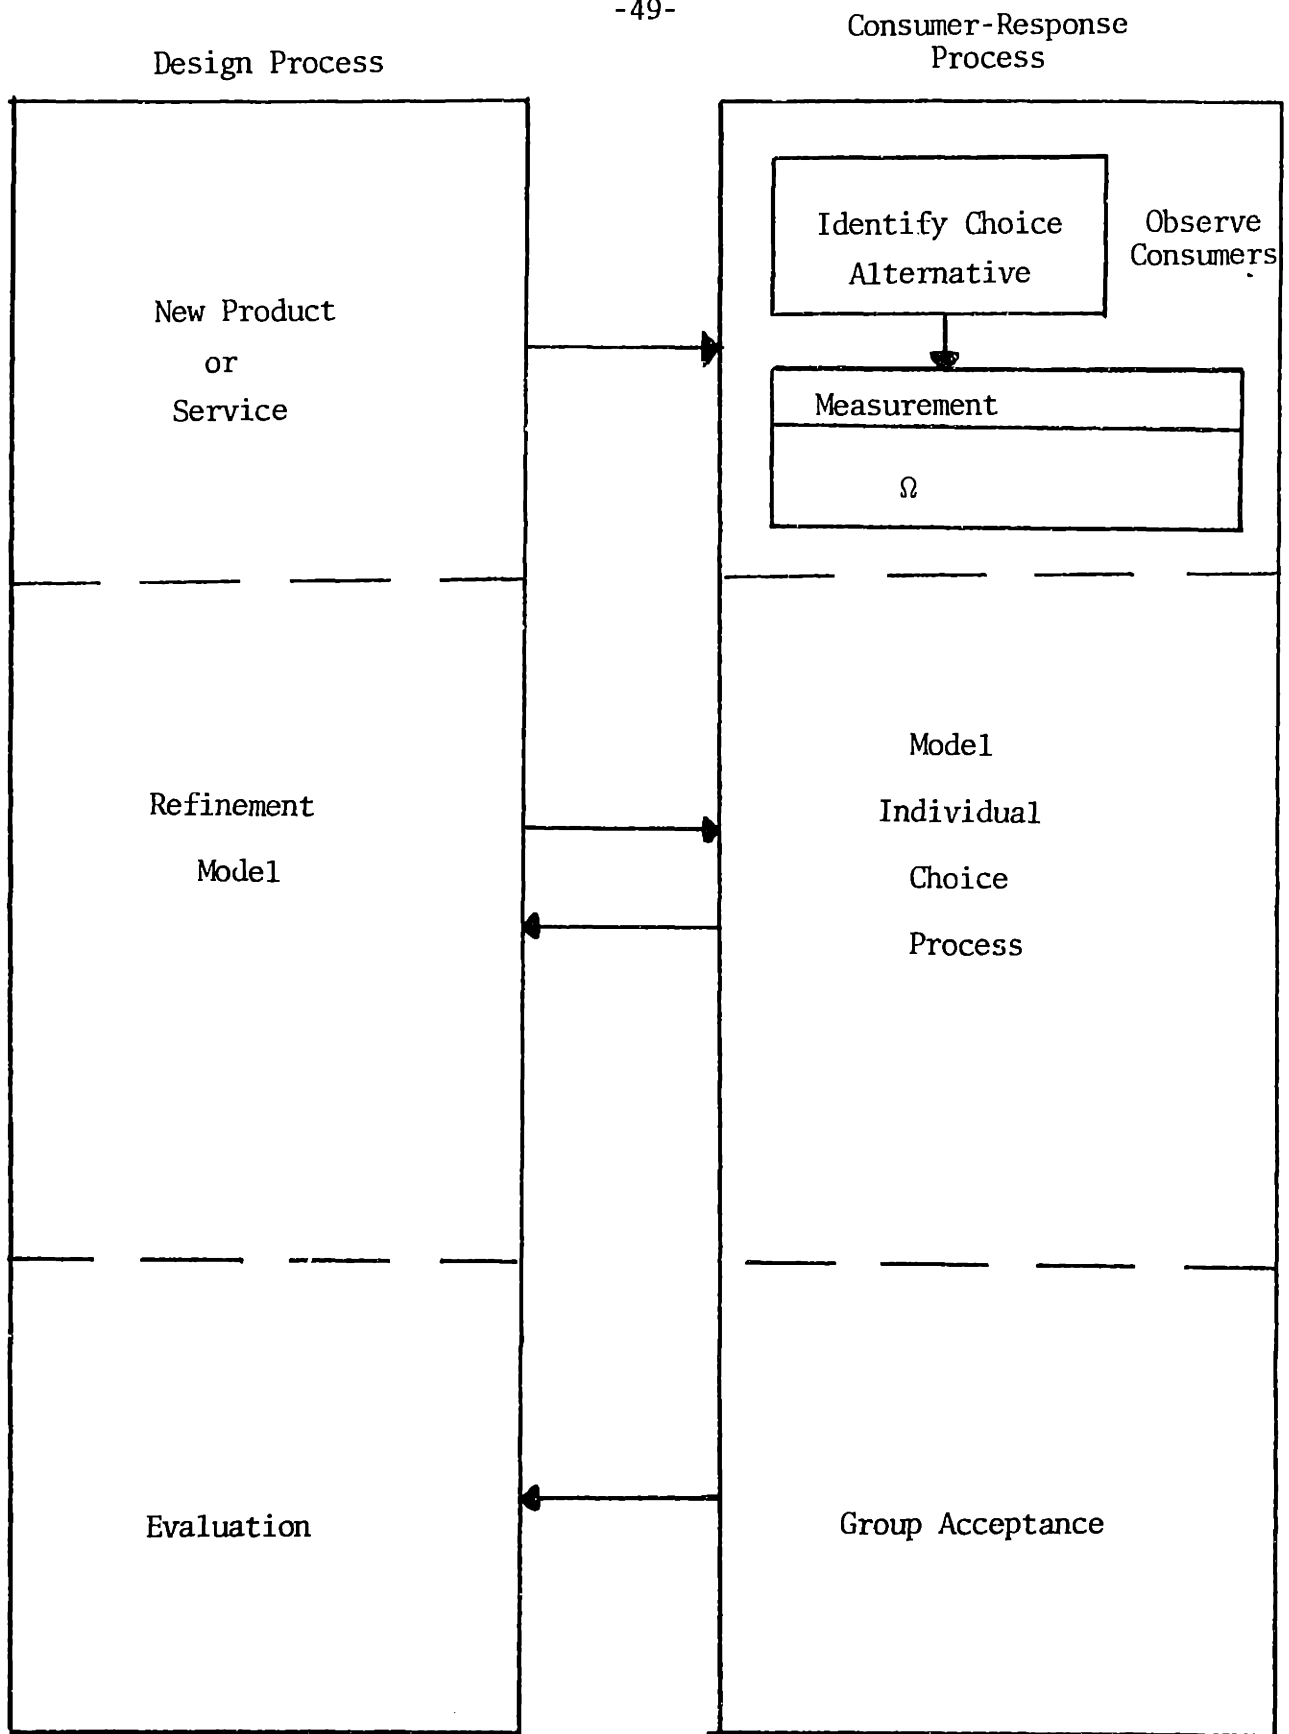 -49-
Design Process
Consumer-Response
Process
New Product
or
Service
Identify Choice
Alternative
Observe
Consumers
Measurement
Ω
Refinement
Model
Model
Individual
Choice
Process
Evaluation
Group Acceptance